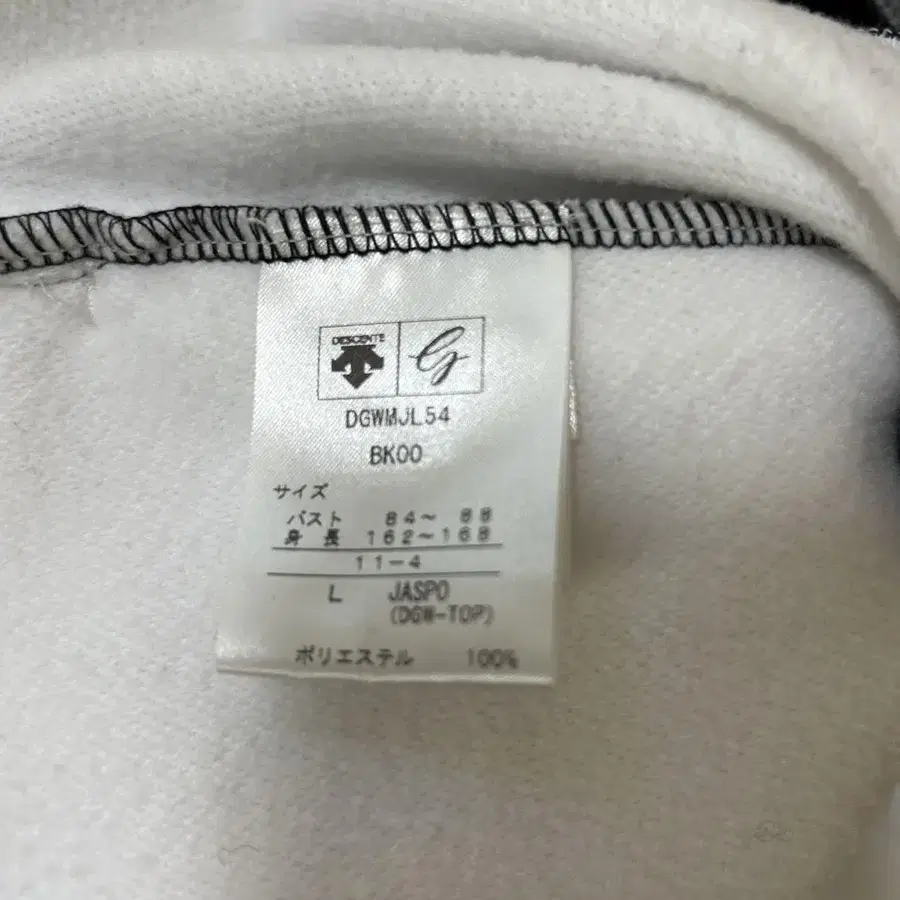 DESCENTE
G
DGWMJL54
BK00
サイズ
バスト 84～ 88
身 長 162～168
11-4
L JASPO
(DGW-TOP)
ポリエステル 100%